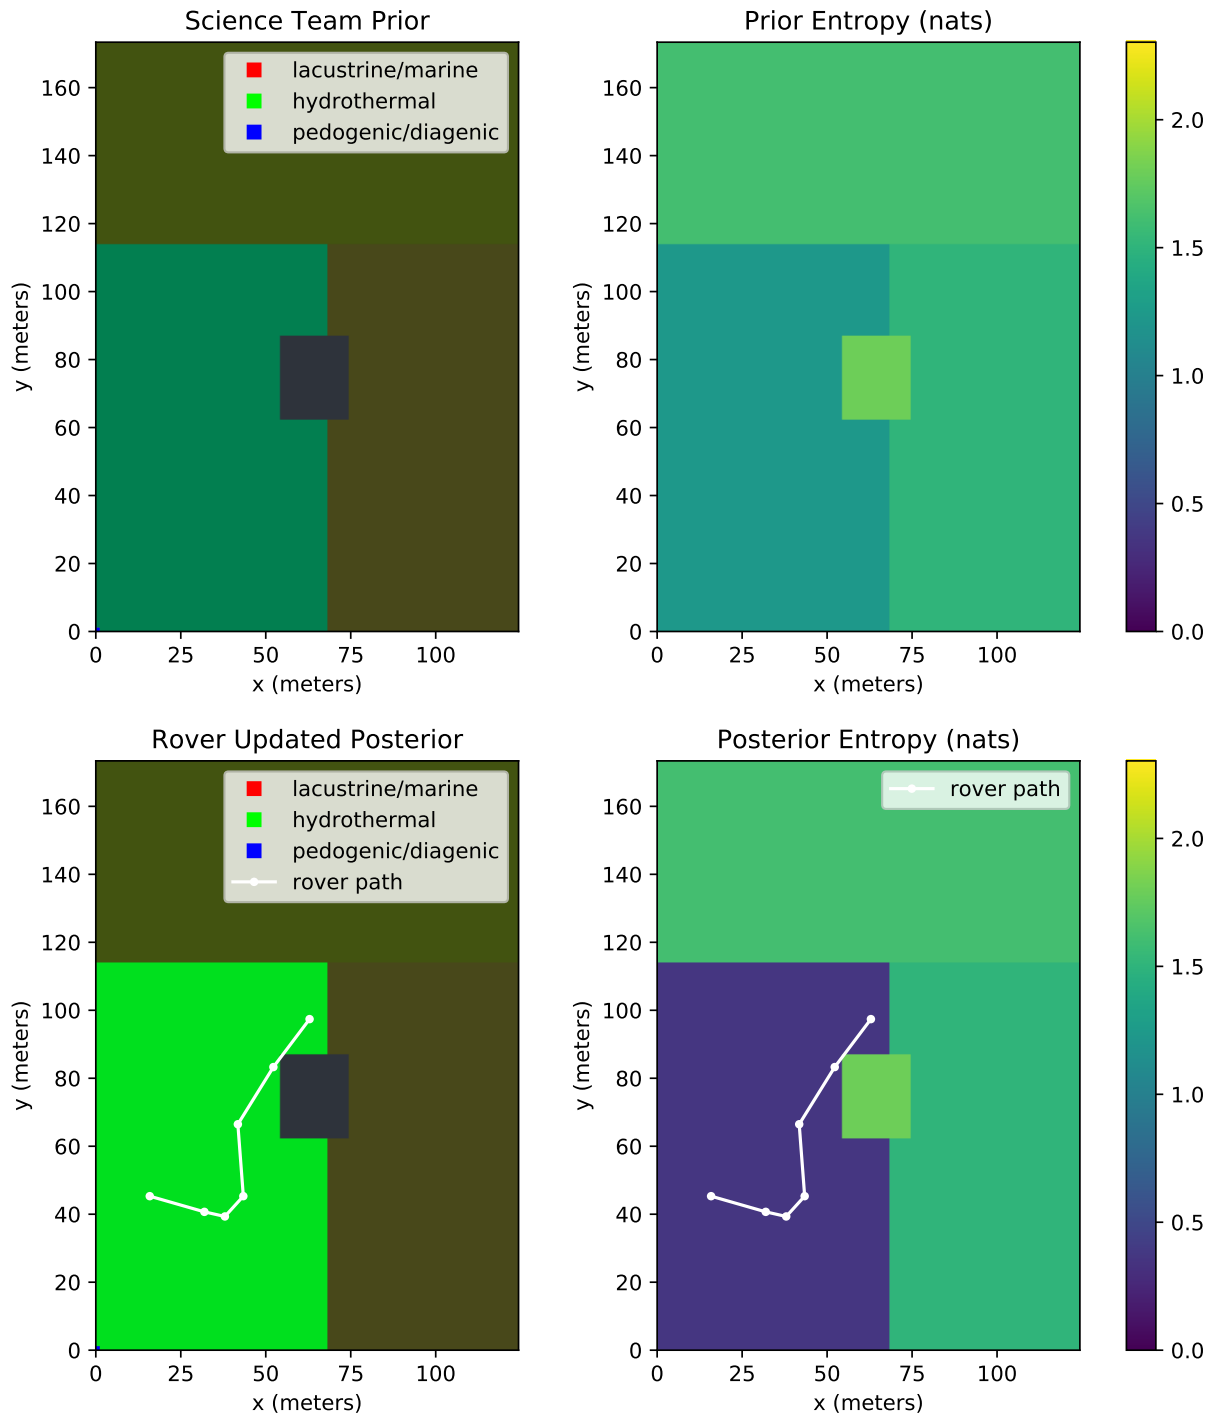 Science Team Prior
lacustrine/marine
hydrothermal
pedogenic/diagenic
160
140
120
100
80
60
40
20
0
y (meters)
0 25 50 75 100
x (meters)
Prior Entropy (nats)
160
140
120
100
80
60
40
20
0
y (meters)
0 25 50 75 100
x (meters)
2.0
1.5
1.0
0.5
0.0
Rover Updated Posterior
lacustrine/marine
hydrothermal
pedogenic/diagenic
rover path
160
140
120
100
80
60
40
20
0
y (meters)
0 25 50 75 100
x (meters)
Posterior Entropy (nats)
rover path
160
140
120
100
80
60
40
20
0
y (meters)
0 25 50 75 100
x (meters)
2.0
1.5
1.0
0.5
0.0